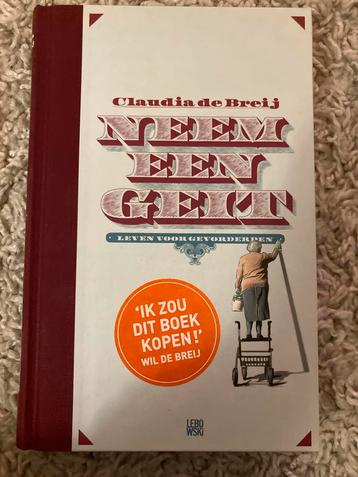 Claudia de Breij
NEEM
EEN
GEIT
LEVEN VOOR GEVORDERDEN
'IK ZOU
DIT BOEK
KOPEN!'
WIL DE BREIJ
LEBO
WSKI